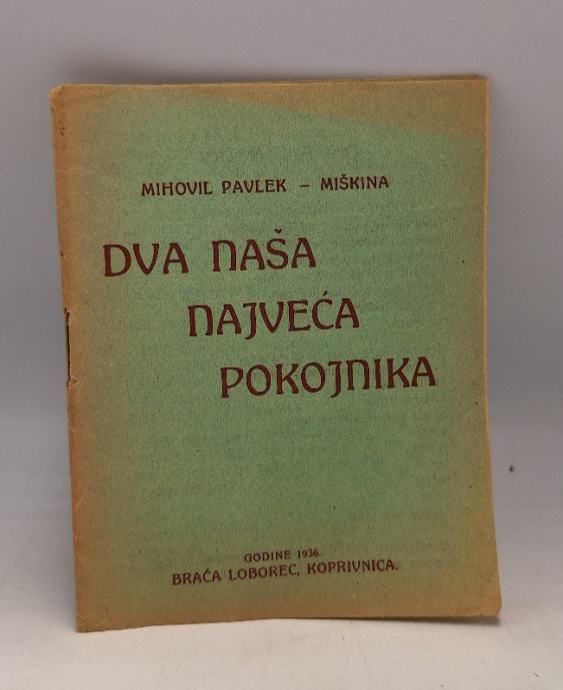 MIHOVIL PAVLEK – MIŠKINA
DVA NAŠA
NAJVEĆA
POKOJNIKA
GODINE 1936.
BRAĆA LOBOREC, KOPRIVNICA.